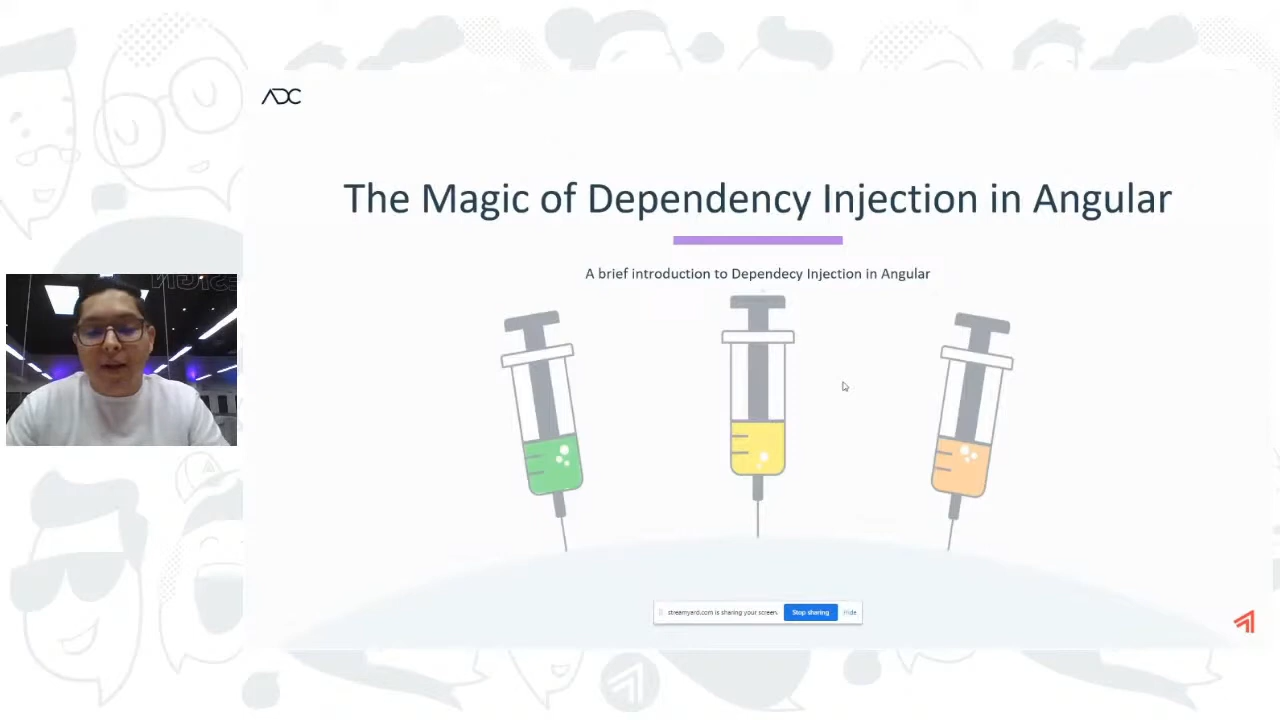 ADC
The Magic of Dependency Injection in Angular
A brief introduction to Dependecy Injection in Angular
streamyard.com is sharing your screen.
Stop sharing
Hide